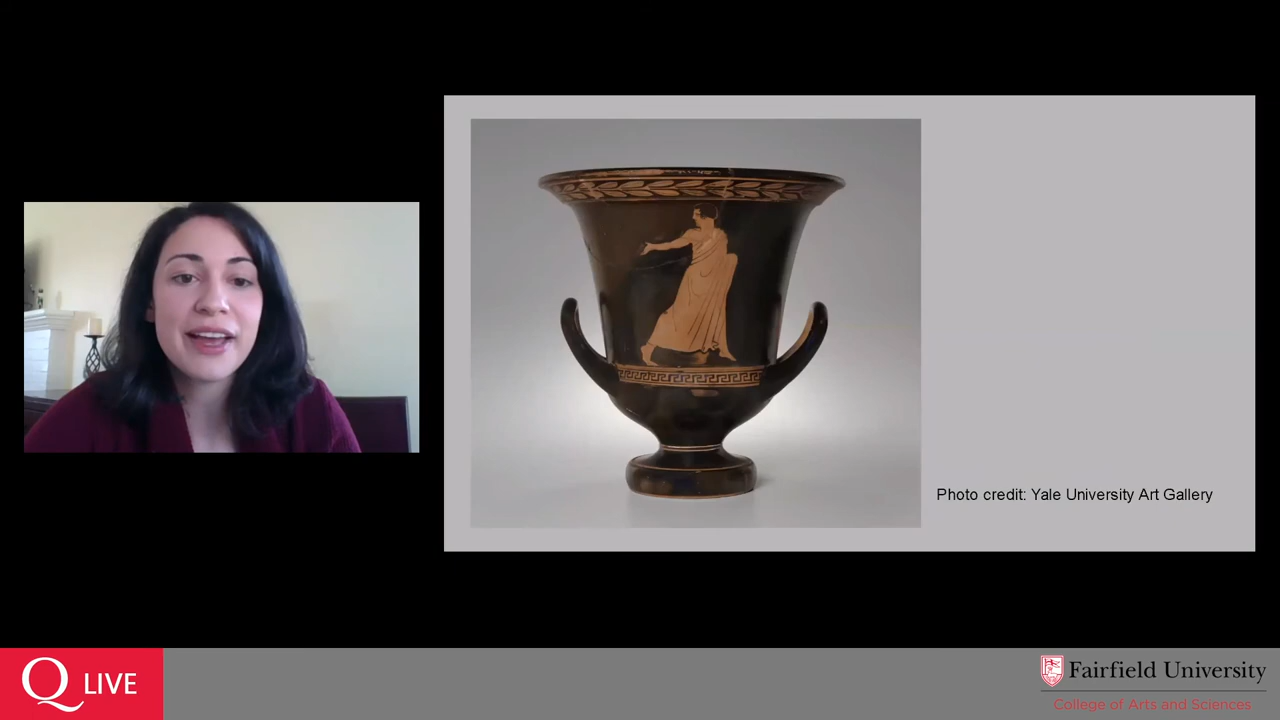 Photo credit: Yale University Art Gallery
Q LIVE
Fairfield University
College of Arts and Sciences